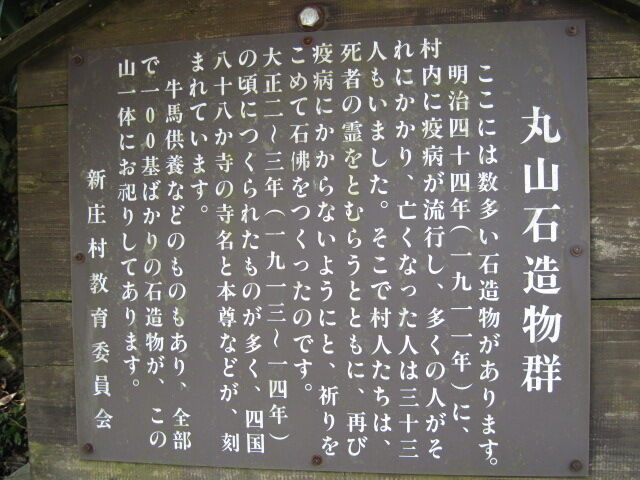 丸山石造物群
ここには数多い石造物があります。
明治四十四年(一九一一年)に、
村内に疫病が流行し、多くの人がそ
れにかかり、亡くなった人は三十三
人もいました。そこで村人たちは、
死者の霊をとむらうとともに、再び
疫病にかからないようにと、祈りを
こめて石佛をつくったのです。
大正二～三年(一九一三～一四年)
の頃につくられたものが多く、四国
八十八か寺の寺名と本尊などが、刻
まれています。
牛馬供養などのものもあり、全部
で一00基ばかりの石造物が、この
山一体にお祀りしてあります。
新庄村教育委員会